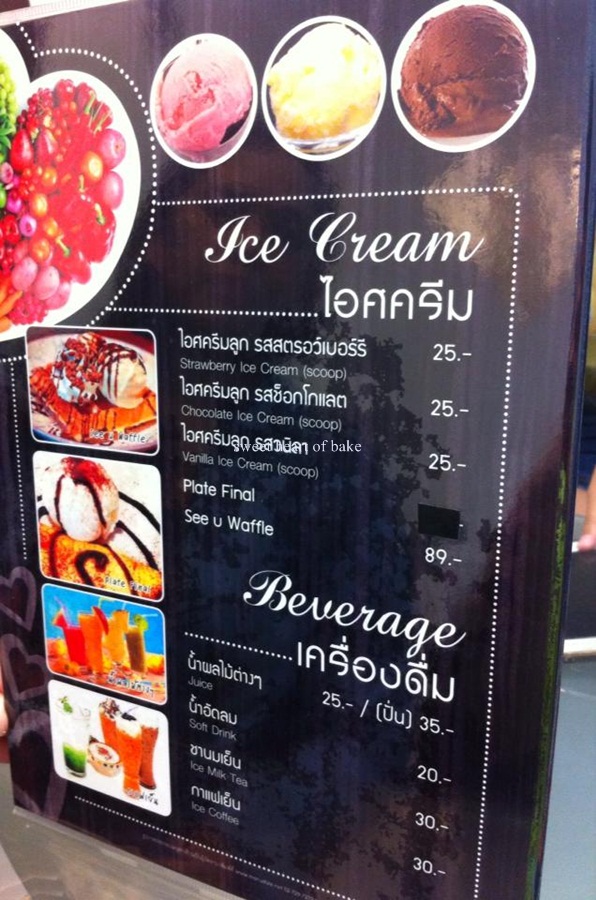 Ice Cream
ไอศครีม
ไอศครีมลูก รสสตรอว์เบอร์รี 25.-
Strawberry Ice Cream (scoop)
ไอศครีมลูก รสช็อกโกแลต 25.-
Chocolate Ice Cream (scoop)
ไอศครีมลูก รสวนิลา 25.-
sweet Diary of bake
Vanilla Ice Cream (scoop)
Plate Final
See u Waffle 89.-
See u Waffle
Plate Final
Beverage
เครื่องดื่ม
น้ำผลไม้ต่างๆ 25.- / (ปั่น) 35.-
Juice
น้ำอัดลม 20.-
Soft Drink
ชานมเย็น 30.-
Ice Milk Tea
กาแฟเย็น 30.-
Ice Coffee